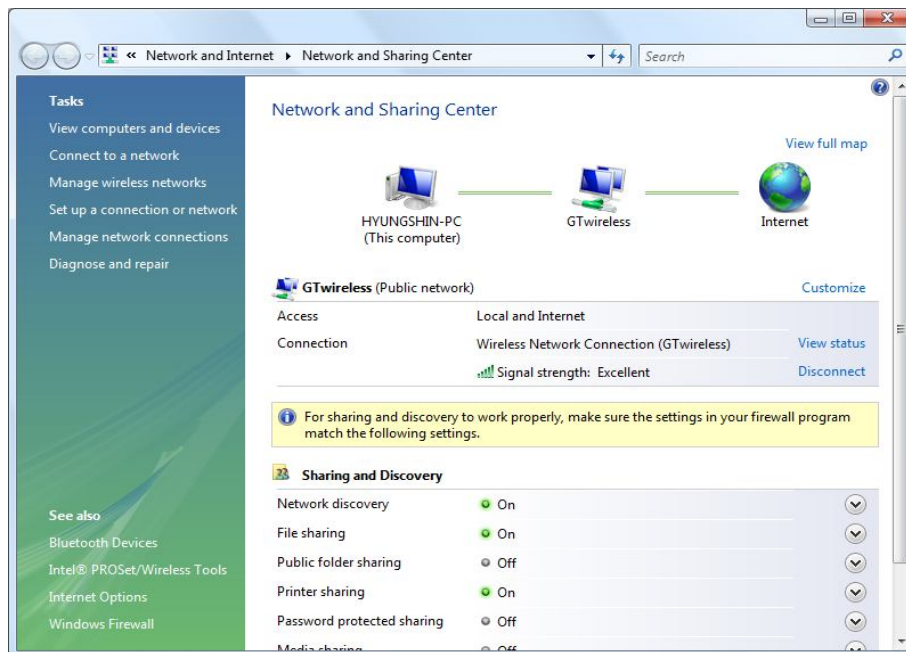 « Network and Internet ▸ Network and Sharing Center
Search
Tasks
View computers and devices
Connect to a network
Manage wireless networks
Set up a connection or network
Manage network connections
Diagnose and repair
See also
Bluetooth Devices
Intel® PROSet/Wireless Tools
Internet Options
Windows Firewall
Network and Sharing Center
View full map
HYUNGSHIN-PC
(This computer)
GTwireless
Internet
GTwireless (Public network)
Customize
Access
Local and Internet
Connection
Wireless Network Connection (GTwireless)
View status
Signal strength: Excellent
Disconnect
For sharing and discovery to work properly, make sure the settings in your firewall program
match the following settings.
Sharing and Discovery
Network discovery
On
File sharing
On
Public folder sharing
Off
Printer sharing
On
Password protected sharing
Off
Media sharing
Off